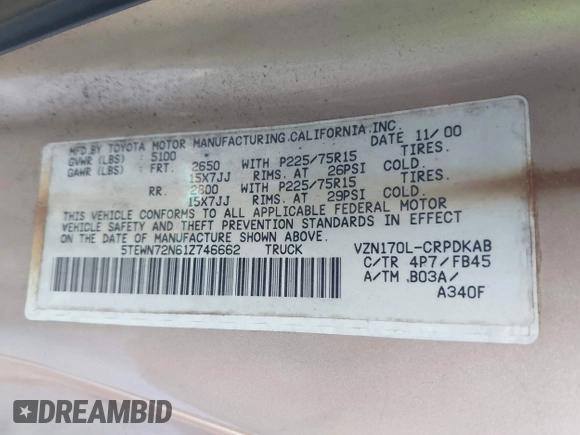 MFD.BY TOYOTA MOTOR MANUFACTURING.CALIFORNIA.INC.
DATE 11/00
GVWR (LBS) : 5100
GAWR (LBS) : FRT. 2650 WITH P225/75R15 TIRES.
15X7JJ RIMS. AT 26PSI COLD.
RR. 2800 WITH P225/75R15 TIRES.
15X7JJ RIMS. AT 29PSI COLD.
THIS VEHICLE CONFORMS TO ALL APPLICABLE FEDERAL MOTOR
VEHICLE SAFETY AND THEFT PREVENTION STANDARDS IN EFFECT
ON THE DATE OF MANUFACTURE SHOWN ABOVE.
5TEWN72N61Z746662 TRUCK VZN170L-CRPDKAB
C/TR 4P7/FB45
A/TM .B03A/
A340F
DREAMBID